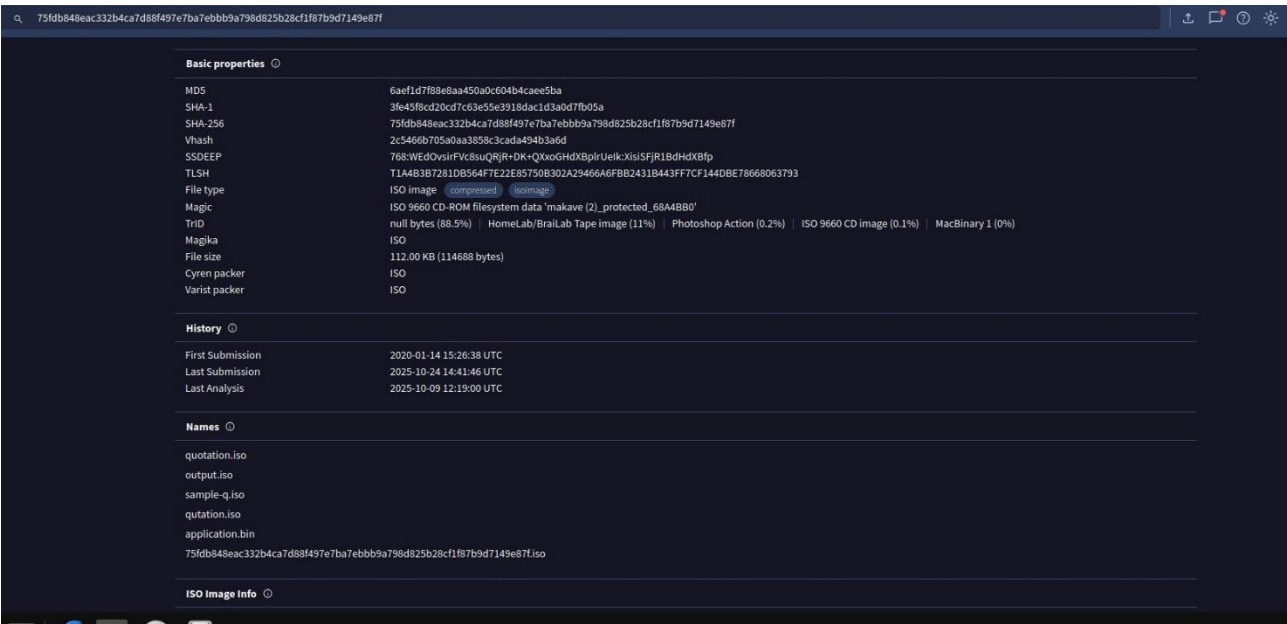 75fdb848eac332b4ca7d88f497e7ba7ebbb9a798d825b28cf1f87b9d7149e87f
Basic properties
MD5 6aef1d7f88e8aa450a0c604b4caee5ba
SHA-1 3fe45f8cd20cd7c63e55e3918dac1d3a0d7fb05a
SHA-256 75fdb848eac332b4ca7d88f497e7ba7ebbb9a798d825b28cf1f87b9d7149e87f
Vhash 2c5466b705a0aa3858c3cada494b3a6d
SSDEEP 768:WEdOvsirFVc8suQRjR+DK+QXxoGHdXBplrUeIk:XisiSFjR1BdHdXBfp
TLSH T1A4B3B7281DB564F7E22E85750B302A29466A6FBB2431B443FF7CF144DBE78668063793
File type ISO image compressed isoimage
Magic ISO 9660 CD-ROM filesystem data 'makave (2)_protected_68A4BB0'
TrID null bytes (88.5%) | HomeLab/BraiLab Tape image (11%) | Photoshop Action (0.2%) | ISO 9660 CD image (0.1%) | MacBinary 1 (0%)
Magika ISO
File size 112.00 KB (114688 bytes)
Cyren packer ISO
Varist packer ISO
History
First Submission 2020-01-14 15:26:38 UTC
Last Submission 2025-10-24 14:41:46 UTC
Last Analysis 2025-10-09 12:19:00 UTC
Names
quotation.iso
output.iso
sample-q.iso
qutation.iso
application.bin
75fdb848eac332b4ca7d88f497e7ba7ebbb9a798d825b28cf1f87b9d7149e87f.iso
ISO Image Info